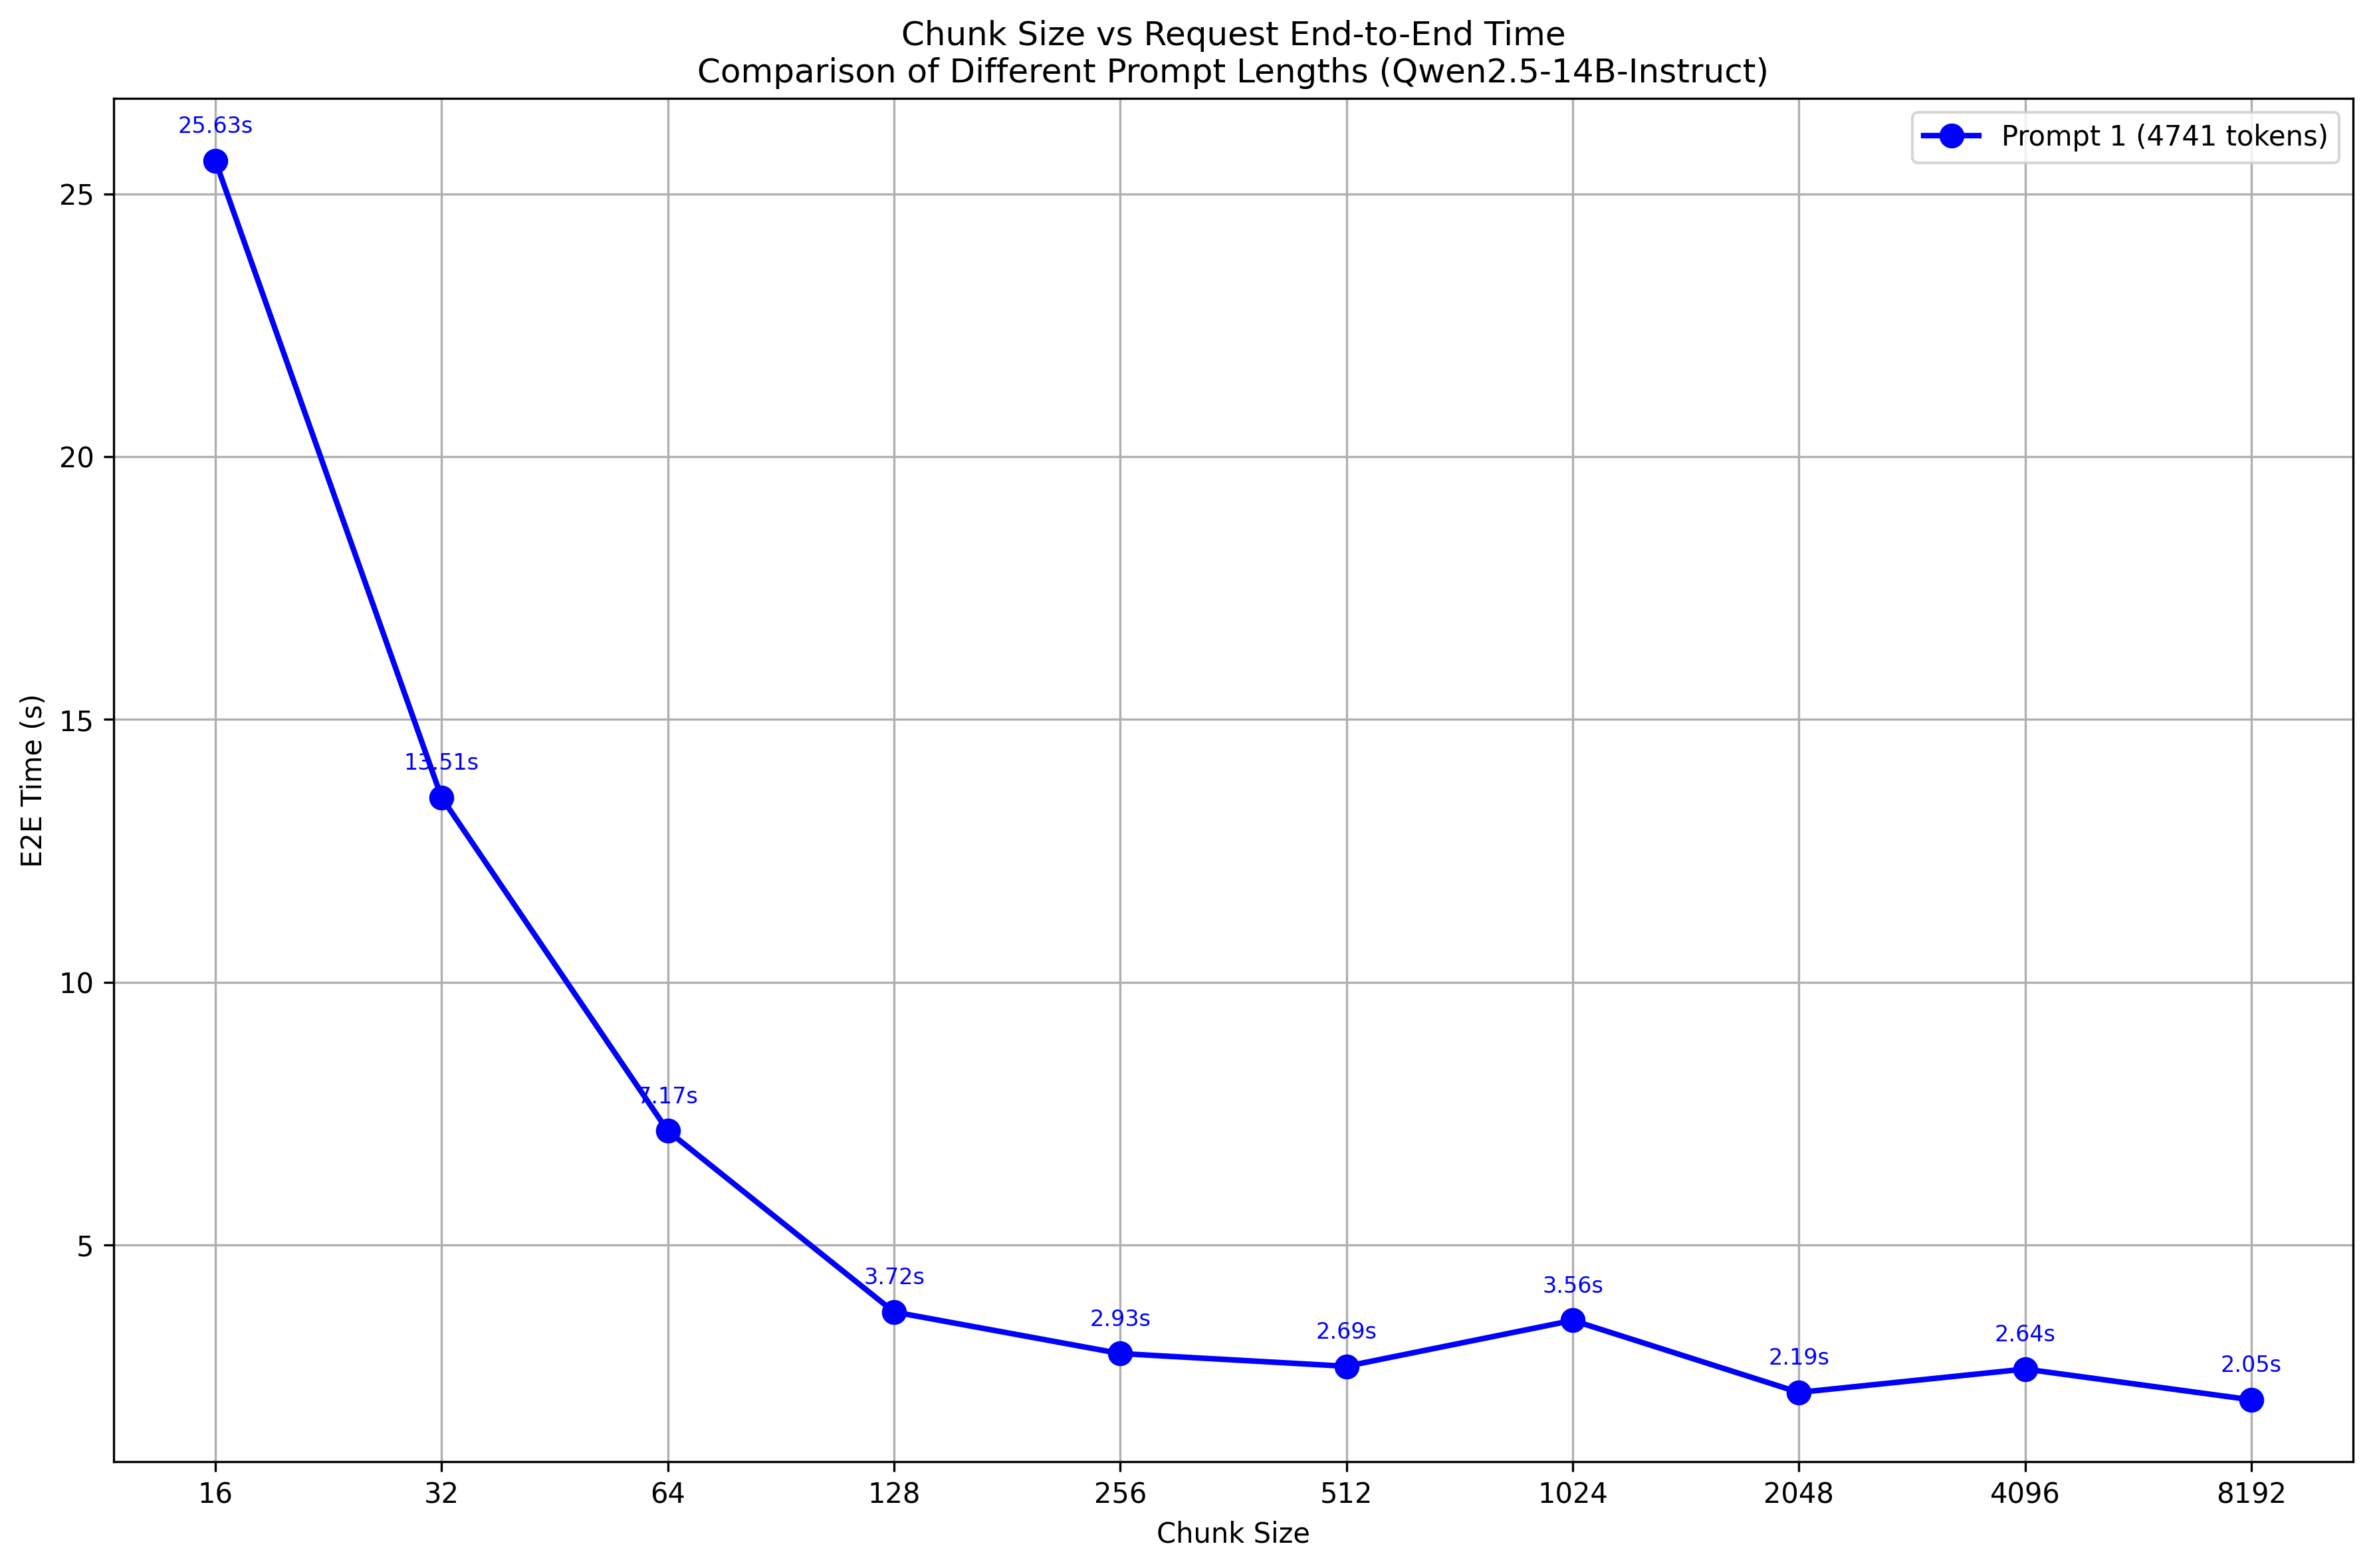 Chunk Size vs Request End-to-End Time
Comparison of Different Prompt Lengths (Qwen2.5-14B-Instruct)
Prompt 1 (4741 tokens)
E2E Time (s)
25
20
15
10
5
25.63s
13.51s
7.17s
3.72s
2.93s
2.69s
3.56s
2.19s
2.64s
2.05s
16 32 64 128 256 512 1024 2048 4096 8192
Chunk Size